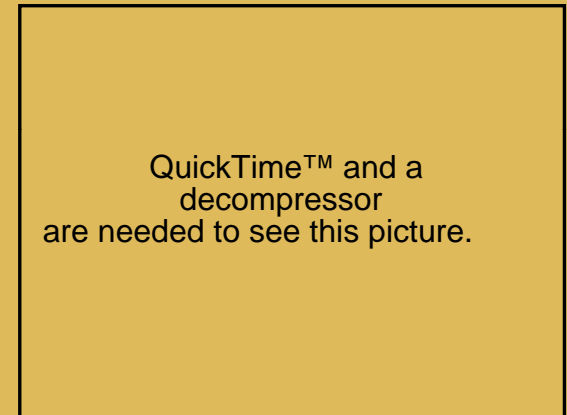 QuickTime™ and a
decompressor
are needed to see this picture.